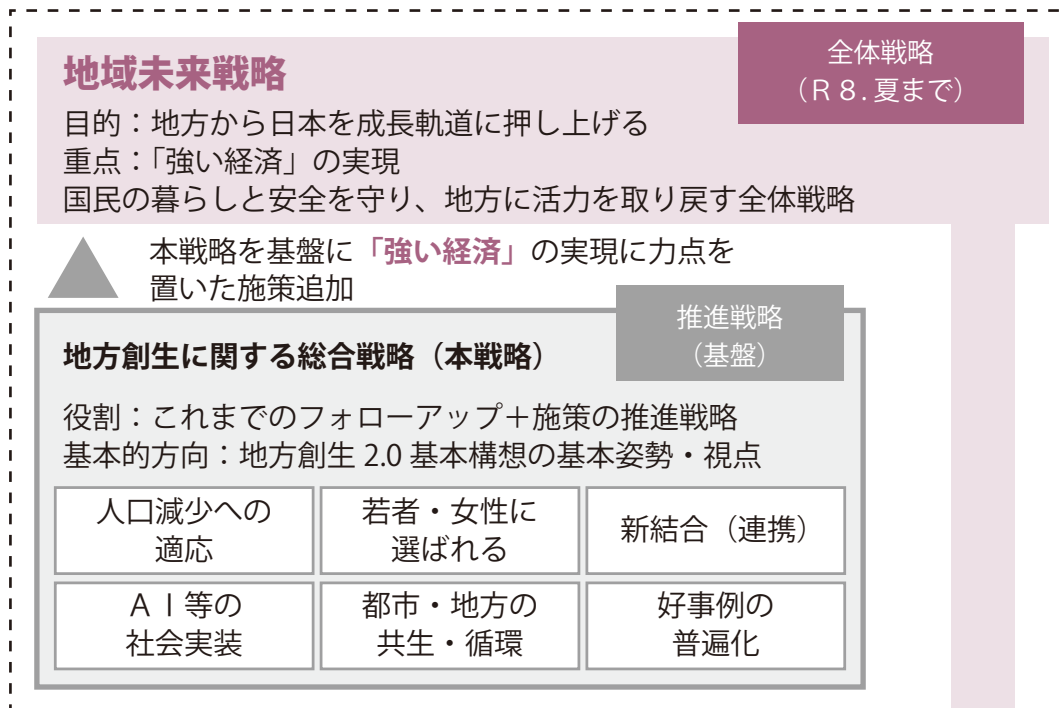 全体戦略
（Ｒ８.夏まで）
地域未来戦略
目的：地方から日本を成長軌道に押し上げる
重点：「強い経済」の実現
国民の暮らしと安全を守り、地方に活力を取り戻す全体戦略
本戦略を基盤に「強い経済」の実現に力点を
置いた施策追加
推進戦略
（基盤）
地方創生に関する総合戦略（本戦略）
役割：これまでのフォローアップ＋施策の推進戦略
基本的方向：地方創生 2.0 基本構想の基本姿勢・視点
人口減少への
適応
若者・女性に
選ばれる
新結合（連携）
ＡＩ等の
社会実装
都市・地方の
共生・循環
好事例の
普遍化